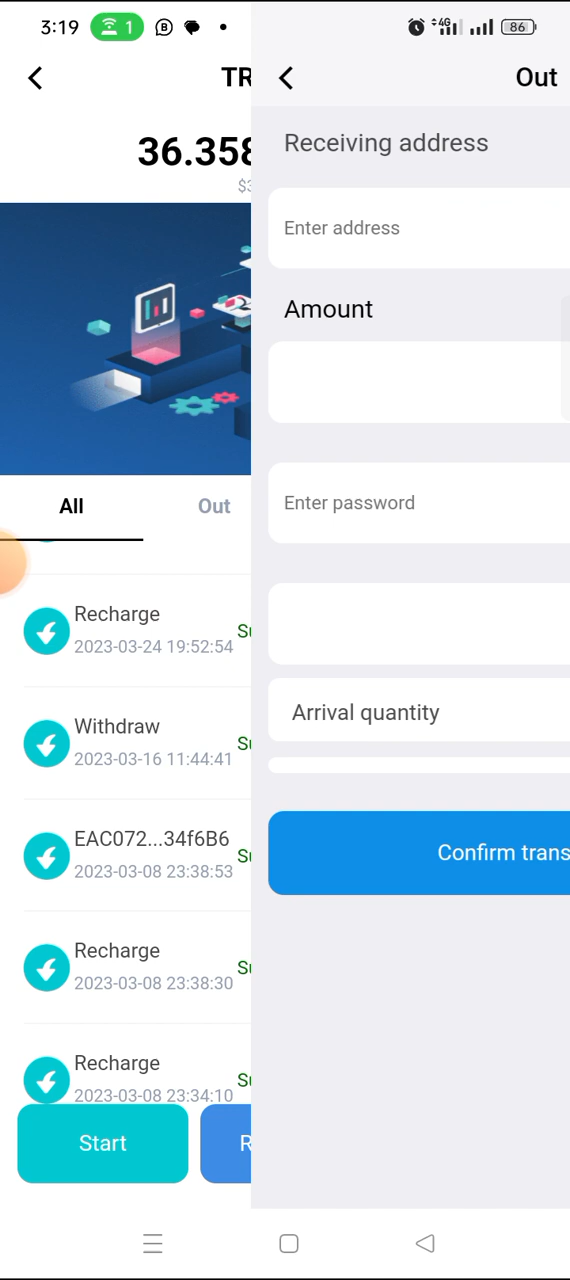 3:19 1 B 4G 86
TR
36.358
All Out
Recharge
2023-03-24 19:52:54
Withdraw
2023-03-16 11:44:41
EAC072...34f6B6
2023-03-08 23:38:53
Recharge
2023-03-08 23:38:30
Recharge
2023-03-08 23:34:10
Start
Out
Receiving address
Enter address
Amount
Enter password
Arrival quantity
Confirm trans